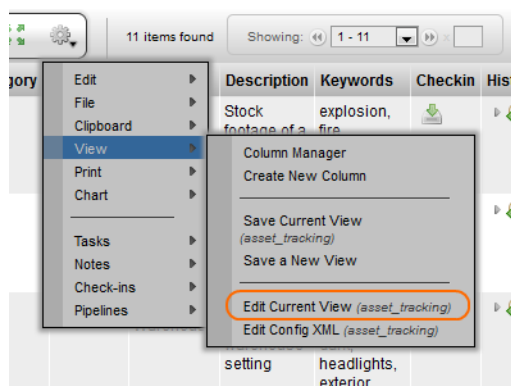 11 items found
Showing:
1 - 11
x
gory
Description Keywords Checkin His
Edit
File
Clipboard
View
Print
Chart
Tasks
Notes
Check-ins
Pipelines
Stock
footage of a
explosion,
fire
Column Manager
Create New Column
Save Current View
(asset_tracking)
Save a New View
Edit Current View (asset_tracking)
Edit Config XML (asset_tracking)
setting
headlights,
exterior